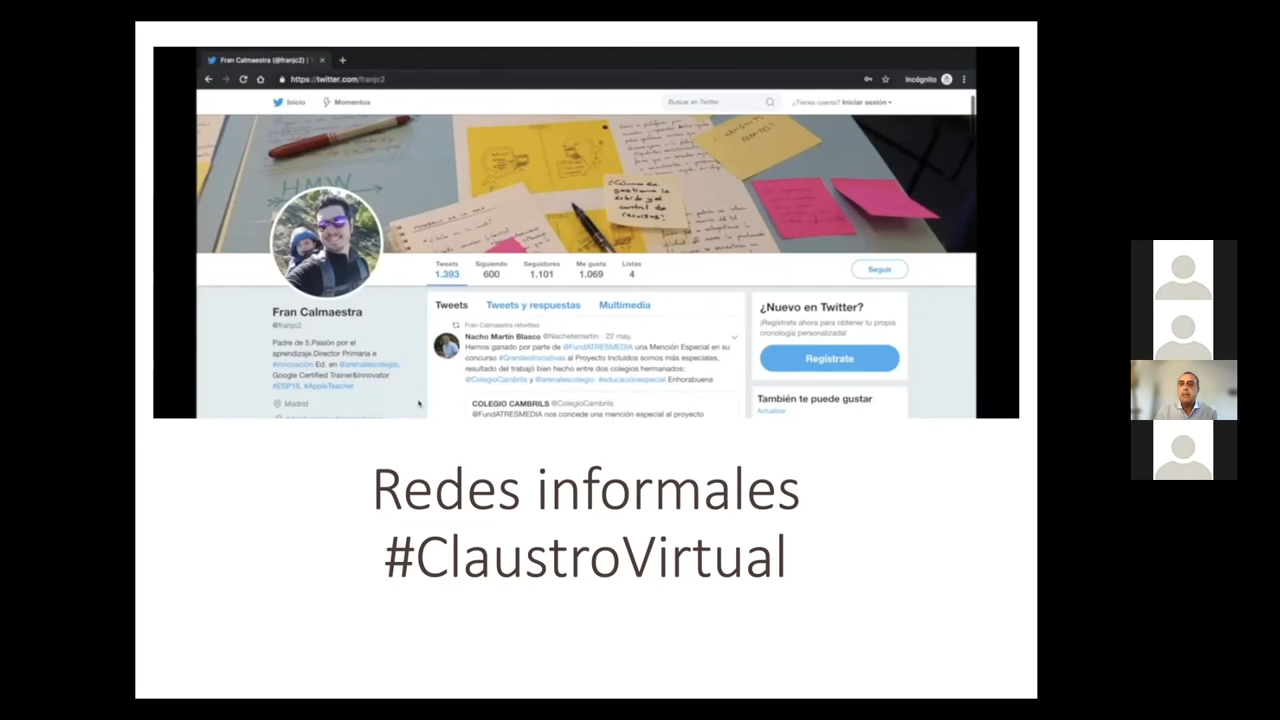 Fran Calmaestra (@franjc2) |
https://twitter.com/franjc2
Incógnito
Inicio
Momentos
Buscar en Twitter
¿Tienes cuenta? Iniciar sesión
HMW
Tweets
1.393
Siguiendo
600
Seguidores
1.101
Me gusta
1.069
Listas
4
Seguir
Fran Calmaestra
@franjc2
Padre de 5.Pasión por el
aprendizaje.Director Primaria e
#innovación Ed. en @arenalescolegio,
Google Certified Trainer&Innovator
#ESP18, #AppleTeacher
Madrid
Tweets
Tweets y respuestas
Multimedia
Fran Calmaestra retwitteó
Nacho Martín Blasco @Nachetemartin · 22 may.
Hemos ganado por parte de @FundATRESMEDIA una Mención Especial en su
concurso #GrandesIniciativas al Proyecto Incluidos somos más especiales,
resultado del trabajo bien hecho entre dos colegios hermanados:
@ColegioCambrils y @arenalescolegio #educaciónespecial Enhorabuena
COLEGIO CAMBRILS @ColegioCambrils
@FundATRESMEDIA nos concede una mención especial al proyecto
¿Nuevo en Twitter?
¡Regístrate ahora para obtener tu propia
cronología personalizada!
Regístrate
También te puede gustar
Actualizar
Redes informales
#ClaustroVirtual